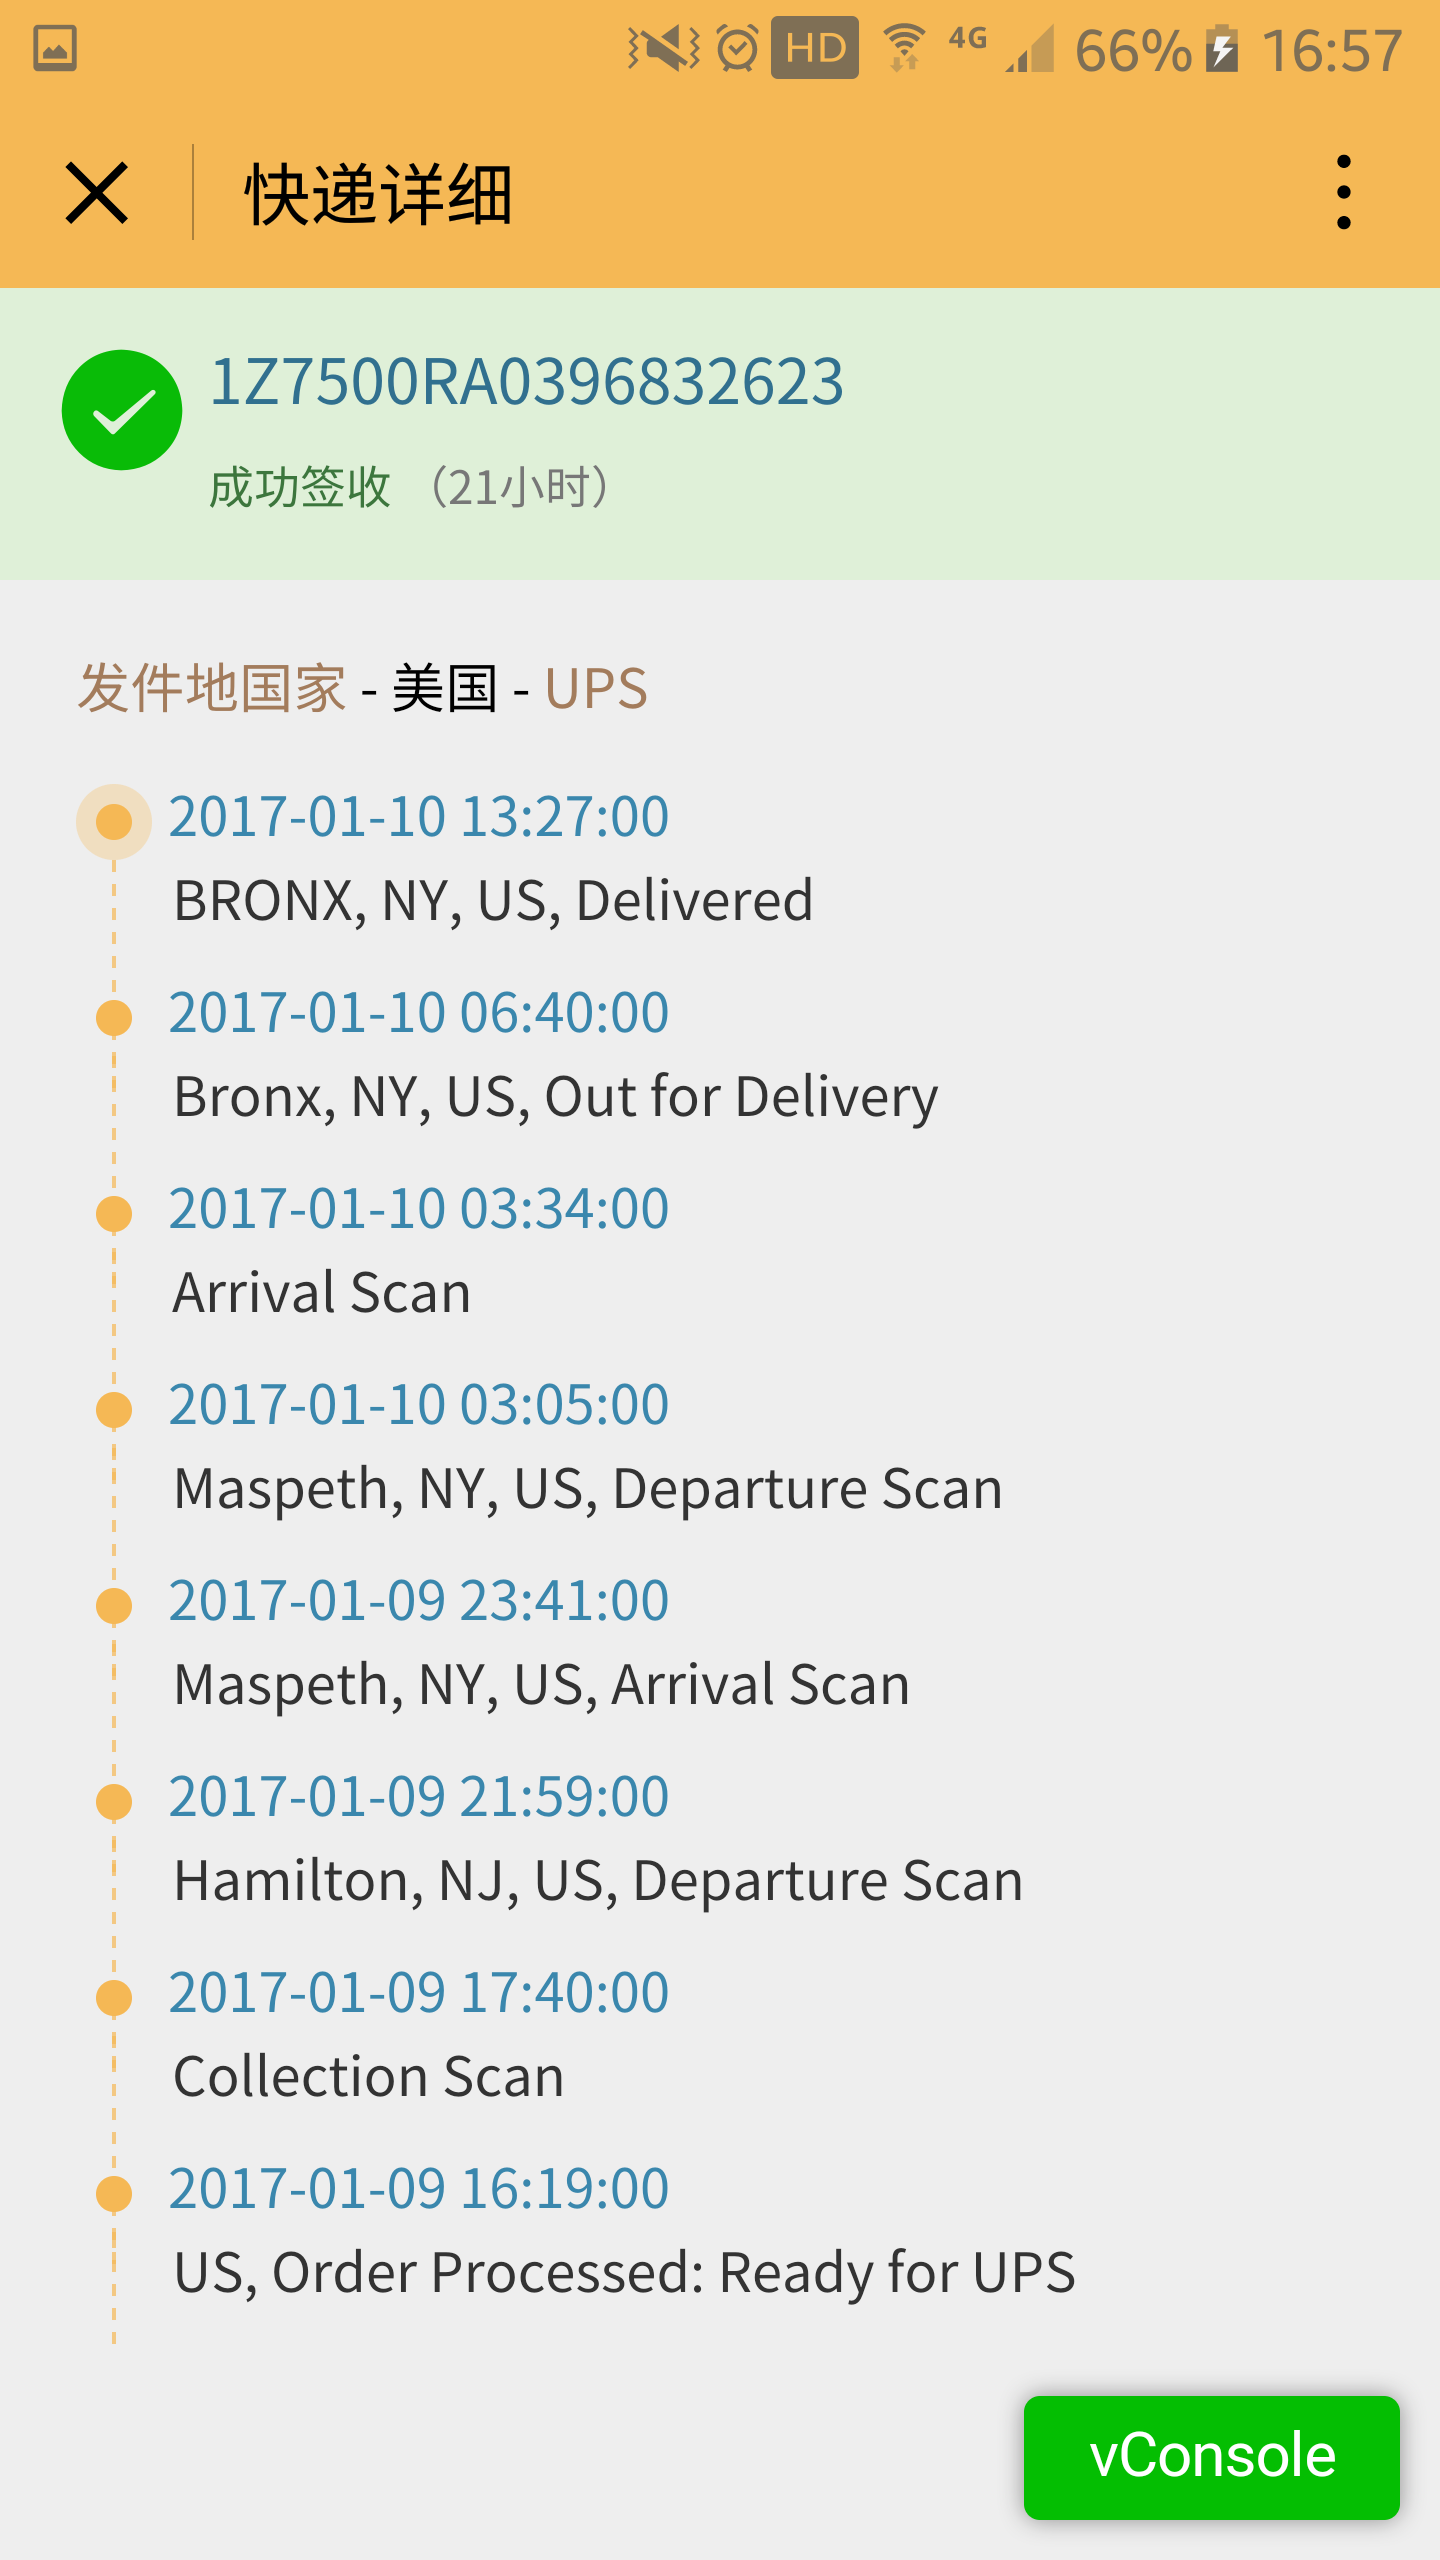 HD 4G 66% 16:57
快递详细
1Z7500RA0396832623
成功签收 （21小时）
发件地国家 - 美国 - UPS
2017-01-10 13:27:00
BRONX, NY, US, Delivered
2017-01-10 06:40:00
Bronx, NY, US, Out for Delivery
2017-01-10 03:34:00
Arrival Scan
2017-01-10 03:05:00
Maspeth, NY, US, Departure Scan
2017-01-09 23:41:00
Maspeth, NY, US, Arrival Scan
2017-01-09 21:59:00
Hamilton, NJ, US, Departure Scan
2017-01-09 17:40:00
Collection Scan
2017-01-09 16:19:00
US, Order Processed: Ready for UPS
vConsole